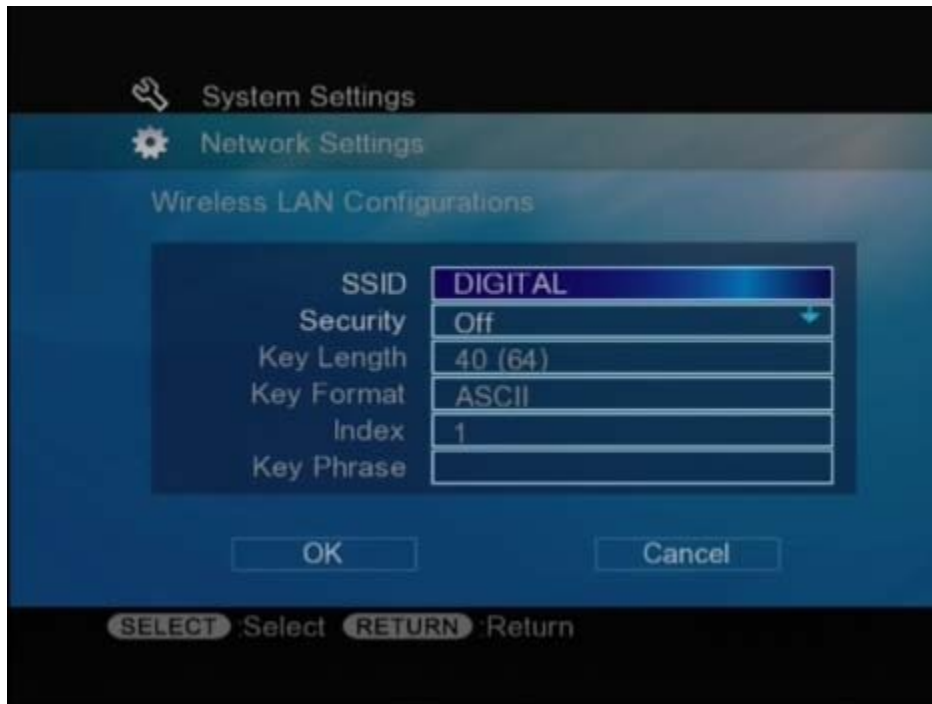 System Settings
Network Settings
Wireless LAN Configurations
SSID DIGITAL
Security Off
Key Length 40 (64)
Key Format ASCII
Index 1
Key Phrase
OK Cancel
SELECT :Select RETURN :Return